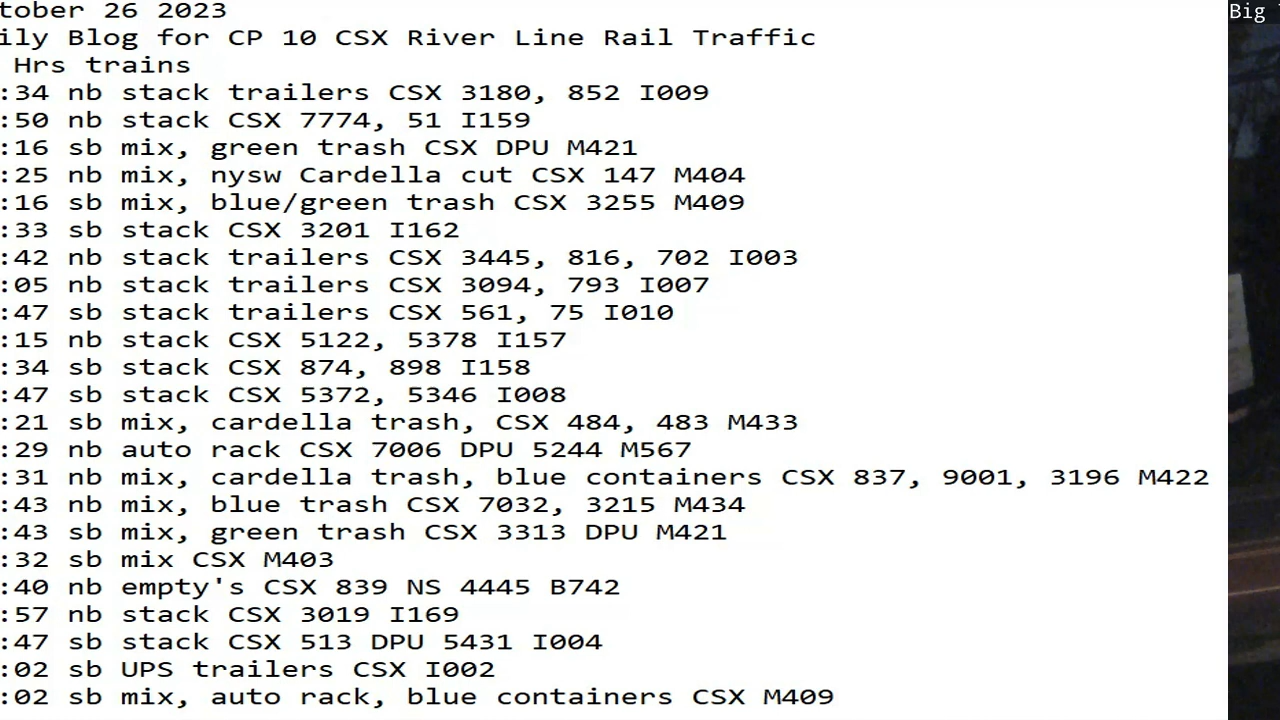 tober 26 2023
ily Blog for CP 10 CSX River Line Rail Traffic
Hrs trains
:34 nb stack trailers CSX 3180, 852 I009
:50 nb stack CSX 7774, 51 I159
:16 sb mix, green trash CSX DPU M421
:25 nb mix, nysw Cardella cut CSX 147 M404
:16 sb mix, blue/green trash CSX 3255 M409
:33 sb stack CSX 3201 I162
:42 nb stack trailers CSX 3445, 816, 702 I003
:05 nb stack trailers CSX 3094, 793 I007
:47 sb stack trailers CSX 561, 75 I010
:15 nb stack CSX 5122, 5378 I157
:34 sb stack CSX 874, 898 I158
:47 sb stack CSX 5372, 5346 I008
:21 sb mix, cardella trash, CSX 484, 483 M433
:29 nb auto rack CSX 7006 DPU 5244 M567
:31 nb mix, cardella trash, blue containers CSX 837, 9001, 3196 M422
:43 nb mix, blue trash CSX 7032, 3215 M434
:43 sb mix, green trash CSX 3313 DPU M421
:32 sb mix CSX M403
:40 nb empty's CSX 839 NS 4445 B742
:57 nb stack CSX 3019 I169
:47 sb stack CSX 513 DPU 5431 I004
:02 sb UPS trailers CSX I002
:02 sb mix, auto rack, blue containers CSX M409
Big